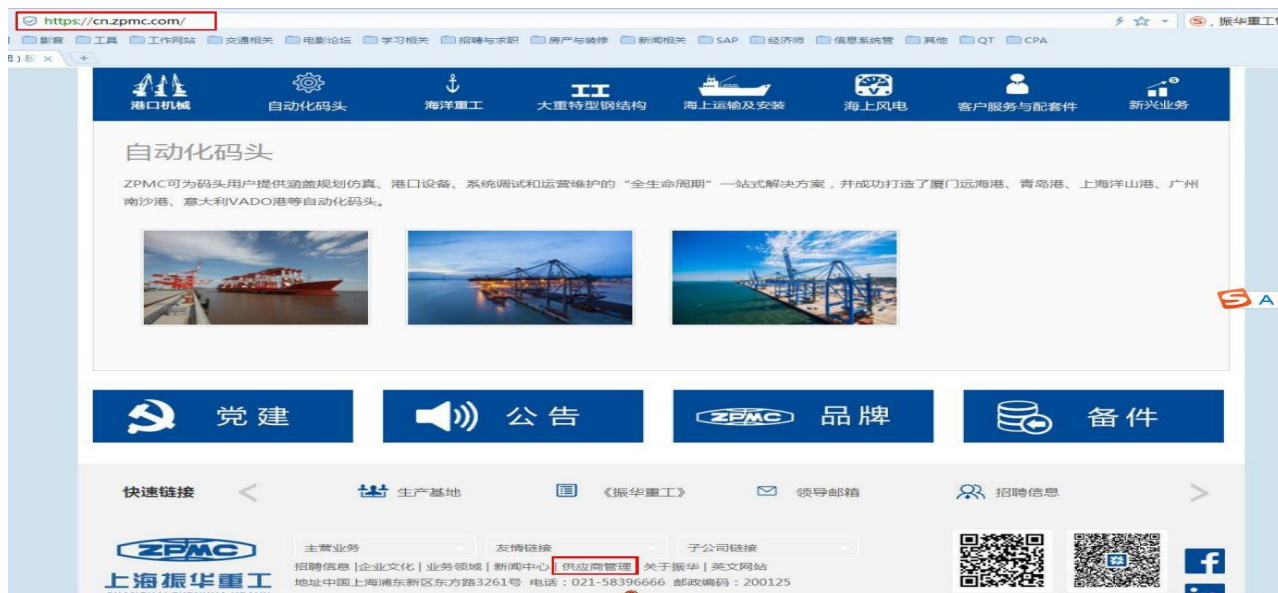 https://cn.zpmc.com/
振华重工
影音 工具 工作网站 交通相关 电影论坛 学习相关 招聘与求职 房产与装修 新闻相关 SAP 经济师 信息系统管 其他 QT CPA
港口机械 自动化码头 海洋重工 大重特型钢结构 海上运输及安装 海上风电 客户服务与配套件 新兴业务
自动化码头
ZPMC可为码头用户提供涵盖规划仿真、港口设备、系统调试和运营维护的“全生命周期”一站式解决方案，并成功打造了厦门远海港、青岛港、上海洋山港、广州
南沙港、意大利VADO港等自动化码头。
A
党建 公告 ZPMC 品牌 备件
快速链接 生产基地 《振华重工》 领导邮箱 招聘信息
ZPMC 主营业务 友情链接 子公司链接
招聘信息 | 企业文化 | 业务领域 | 新闻中心 | 供应商管理 | 关于振华 | 英文网站
上海振华重工 地址中国上海浦东新区东方路3261号 电话：021-58396666 邮政编码：200125